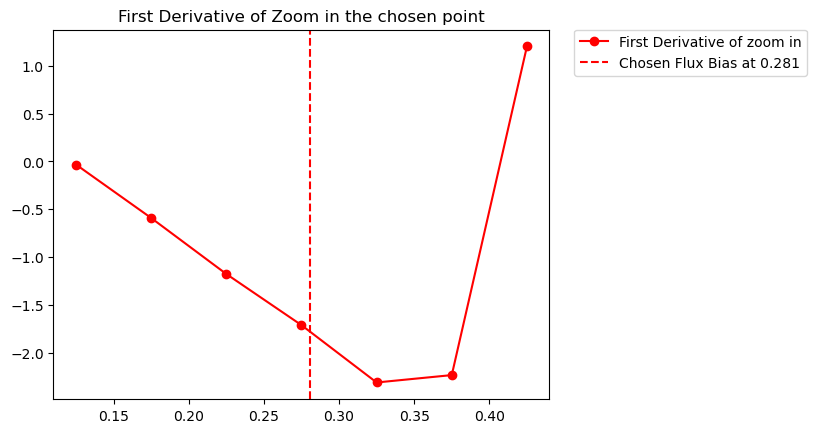 First Derivative of Zoom in the chosen point
First Derivative of zoom in
Chosen Flux Bias at 0.281
1.0
0.5
0.0
−0.5
−1.0
−1.5
−2.0
0.15 0.20 0.25 0.30 0.35 0.40